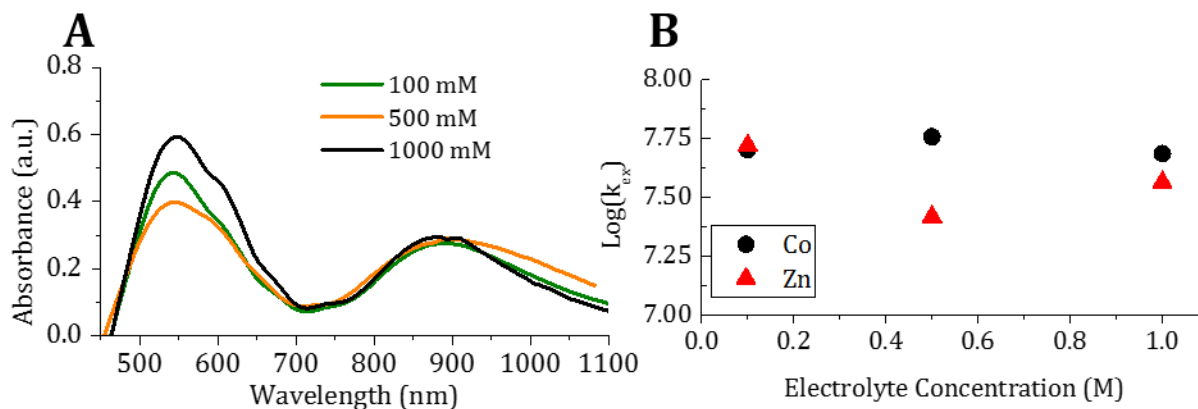 A
Absorbance (a.u.)
0.8
0.6
0.4
0.2
0.0
100 mM
500 mM
1000 mM
500 600 700 800 900 1000 1100
Wavelength (nm)
B
Log(kₑₓ)
8.00
7.75
7.50
7.25
7.00
Co
Zn
0.0 0.2 0.4 0.6 0.8 1.0
Electrolyte Concentration (M)